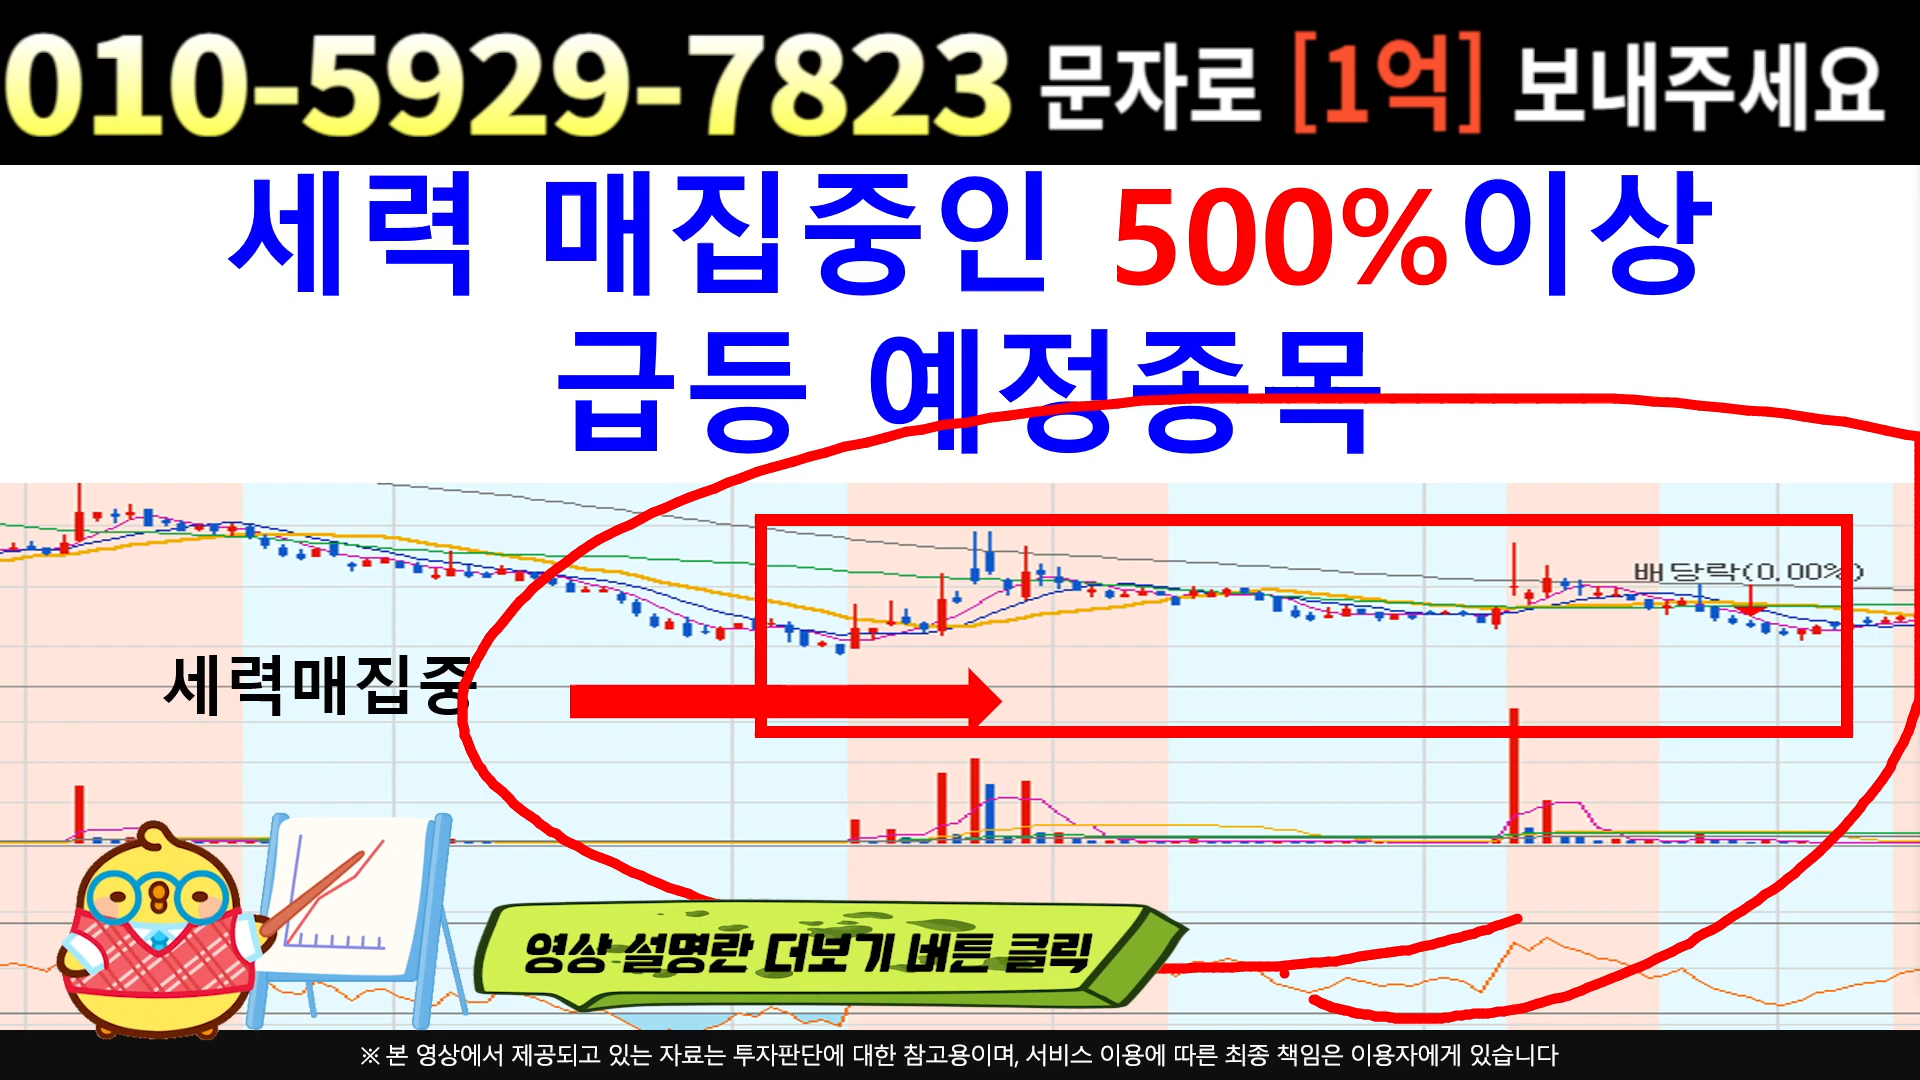 010-5929-7823 문자로 [1억] 보내주세요
세력 매집중인 500%이상
급등 예정종목
배당락(0.00%)
세력매집중
영상 설명란 더보기 버튼 클릭
※ 본 영상에서 제공되고 있는 자료는 투자판단에 대한 참고용이며, 서비스 이용에 따른 최종 책임은 이용자에게 있습니다